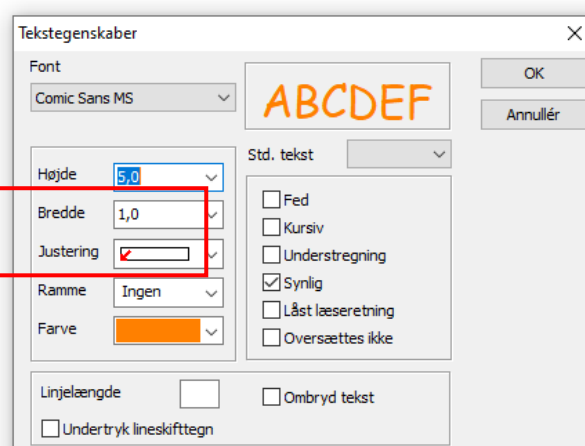 Tekstegenskaber
Font
Comic Sans MS
ABCDEF
OK
Annullér
Std. tekst
Højde 5,0
Bredde 1,0
Justering
Ramme Ingen
Farve
Fed
Kursiv
Understregning
Synlig
Låst læseretning
Oversættes ikke
Linjelængde
Ombryd tekst
Undertryk lineskifttegn